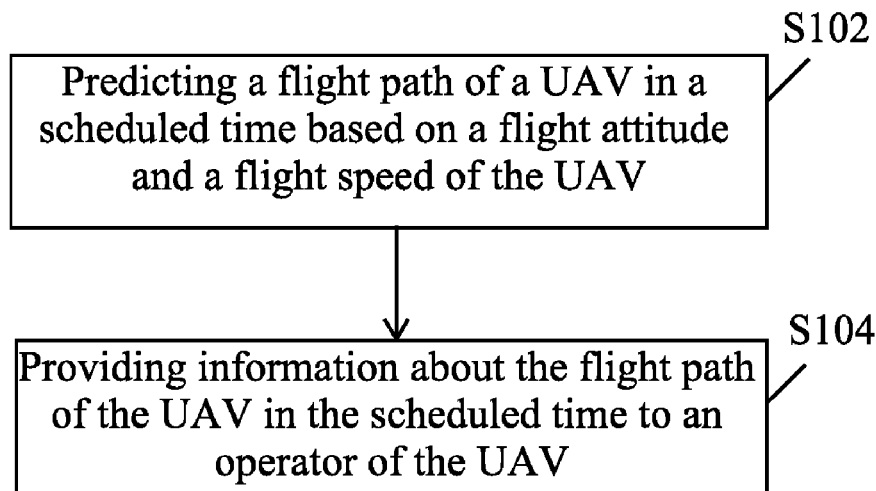 S102
Predicting a flight path of a UAV in a
scheduled time based on a flight attitude
and a flight speed of the UAV
S104
Providing information about the flight path
of the UAV in the scheduled time to an
operator of the UAV